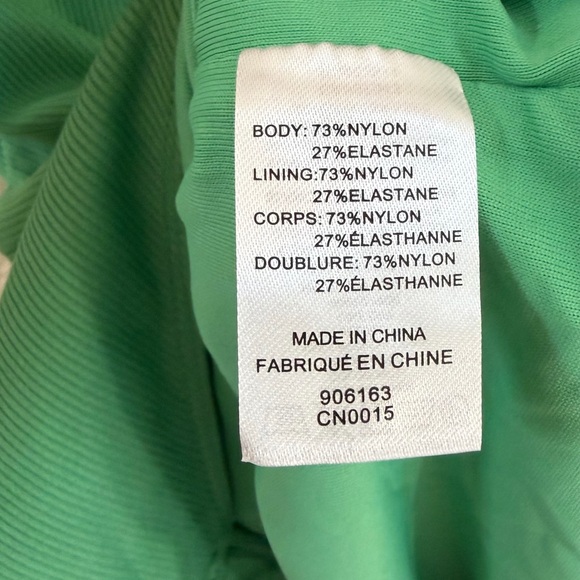 BODY: 73%NYLON
27%ELASTANE
LINING:73%NYLON
27%ELASTANE
CORPS: 73%NYLON
27%ÉLASTHANNE
DOUBLURE: 73%NYLON
27%ÉLASTHANNE
MADE IN CHINA
FABRIQUÉ EN CHINE
906163
CN0015